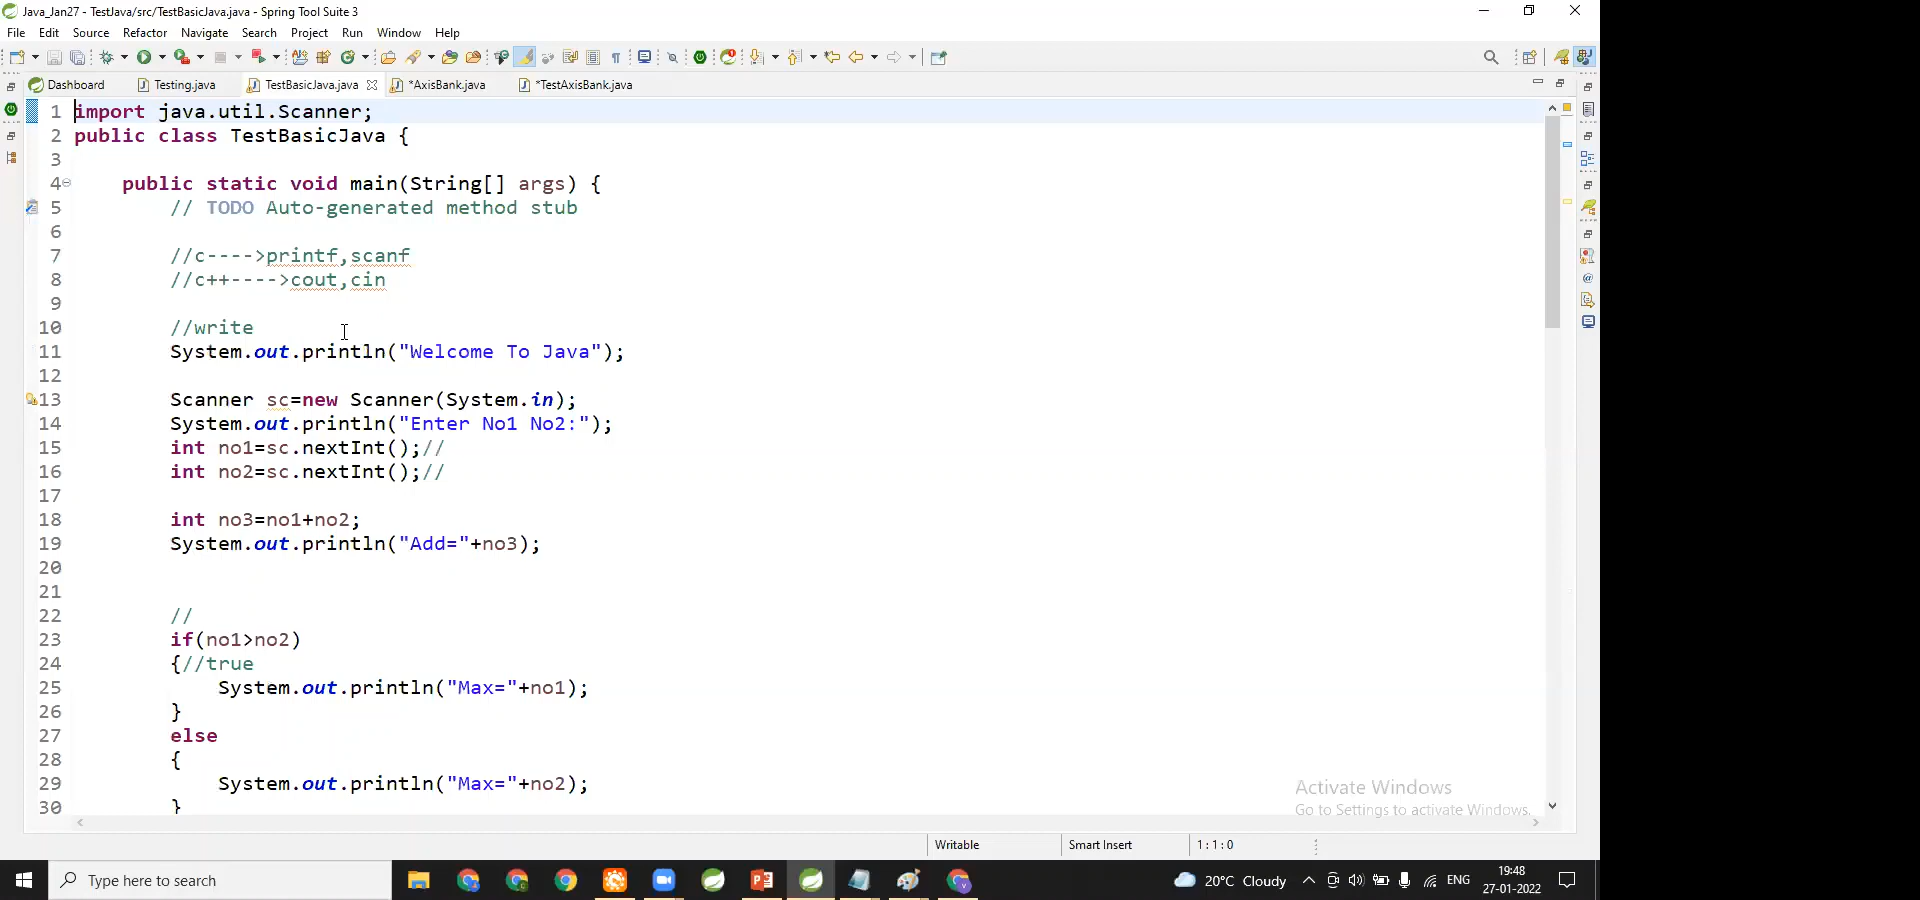 Java_Jan27 - TestJava/src/TestBasicJava.java - Spring Tool Suite 3
File Edit Source Refactor Navigate Search Project Run Window Help
Dashboard Testing.java TestBasicJava.java *AxisBank.java *TestAxisBank.java
1 import java.util.Scanner;
2 public class TestBasicJava {
3
4 public static void main(String[] args) {
5 // TODO Auto-generated method stub
6
7 //c---->printf,scanf
8 //c++---->cout,cin
9
10 //write
11 System.out.println("Welcome To Java");
12
13 Scanner sc=new Scanner(System.in);
14 System.out.println("Enter No1 No2:");
15 int no1=sc.nextInt();//
16 int no2=sc.nextInt();//
17
18 int no3=no1+no2;
19 System.out.println("Add="+no3);
20
21
22 //
23 if(no1>no2)
24 {//true
25 System.out.println("Max="+no1);
26 }
27 else
28 {
29 System.out.println("Max="+no2);
30 }
Activate Windows
Go to Settings to activate Windows.
Writable Smart Insert 1:1:0
Type here to search 20°C Cloudy ENG 19:48
27-01-2022